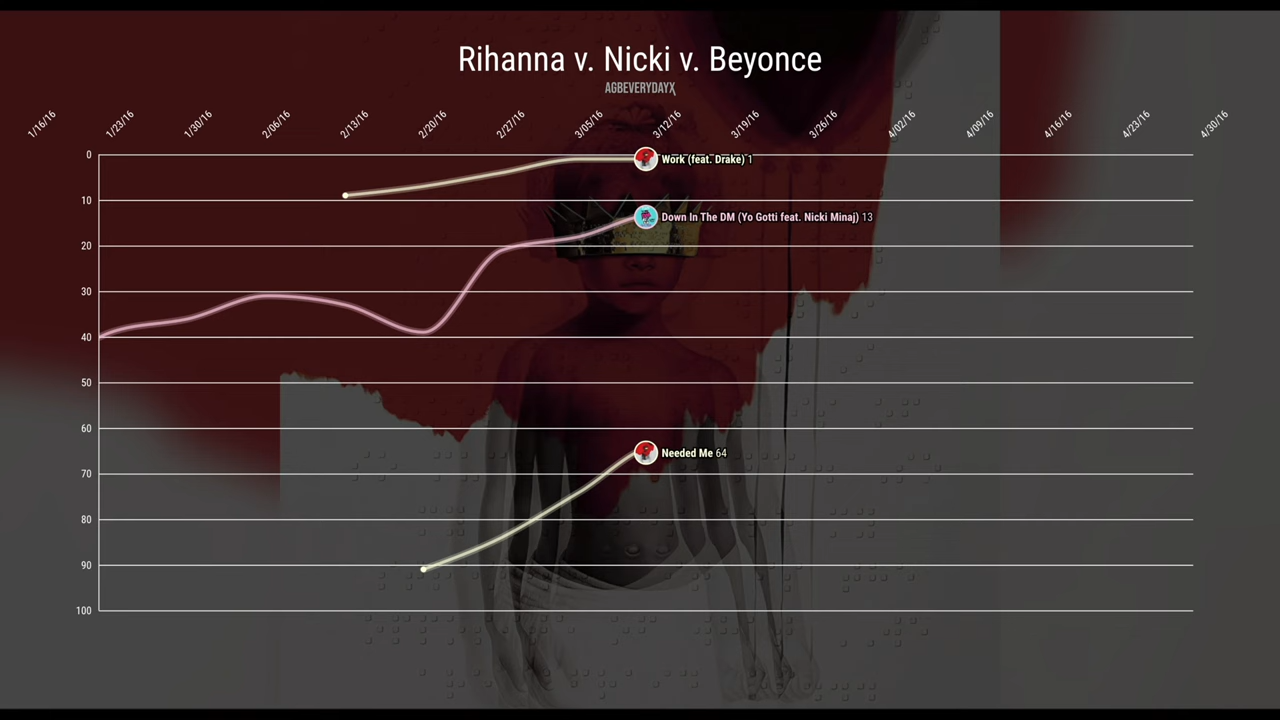 Rihanna v. Nicki v. Beyonce
AGBEVERYDAYX
1/16/16 1/23/16 1/30/16 2/06/16 2/13/16 2/20/16 2/27/16 3/05/16 3/12/16 3/19/16 3/26/16 4/02/16 4/09/16 4/16/16 4/23/16 4/30/16
0
Work (feat. Drake) 1
10
Down In The DM (Yo Gotti feat. Nicki Minaj) 13
20
30
40
50
60
Needed Me 64
70
80
90
100